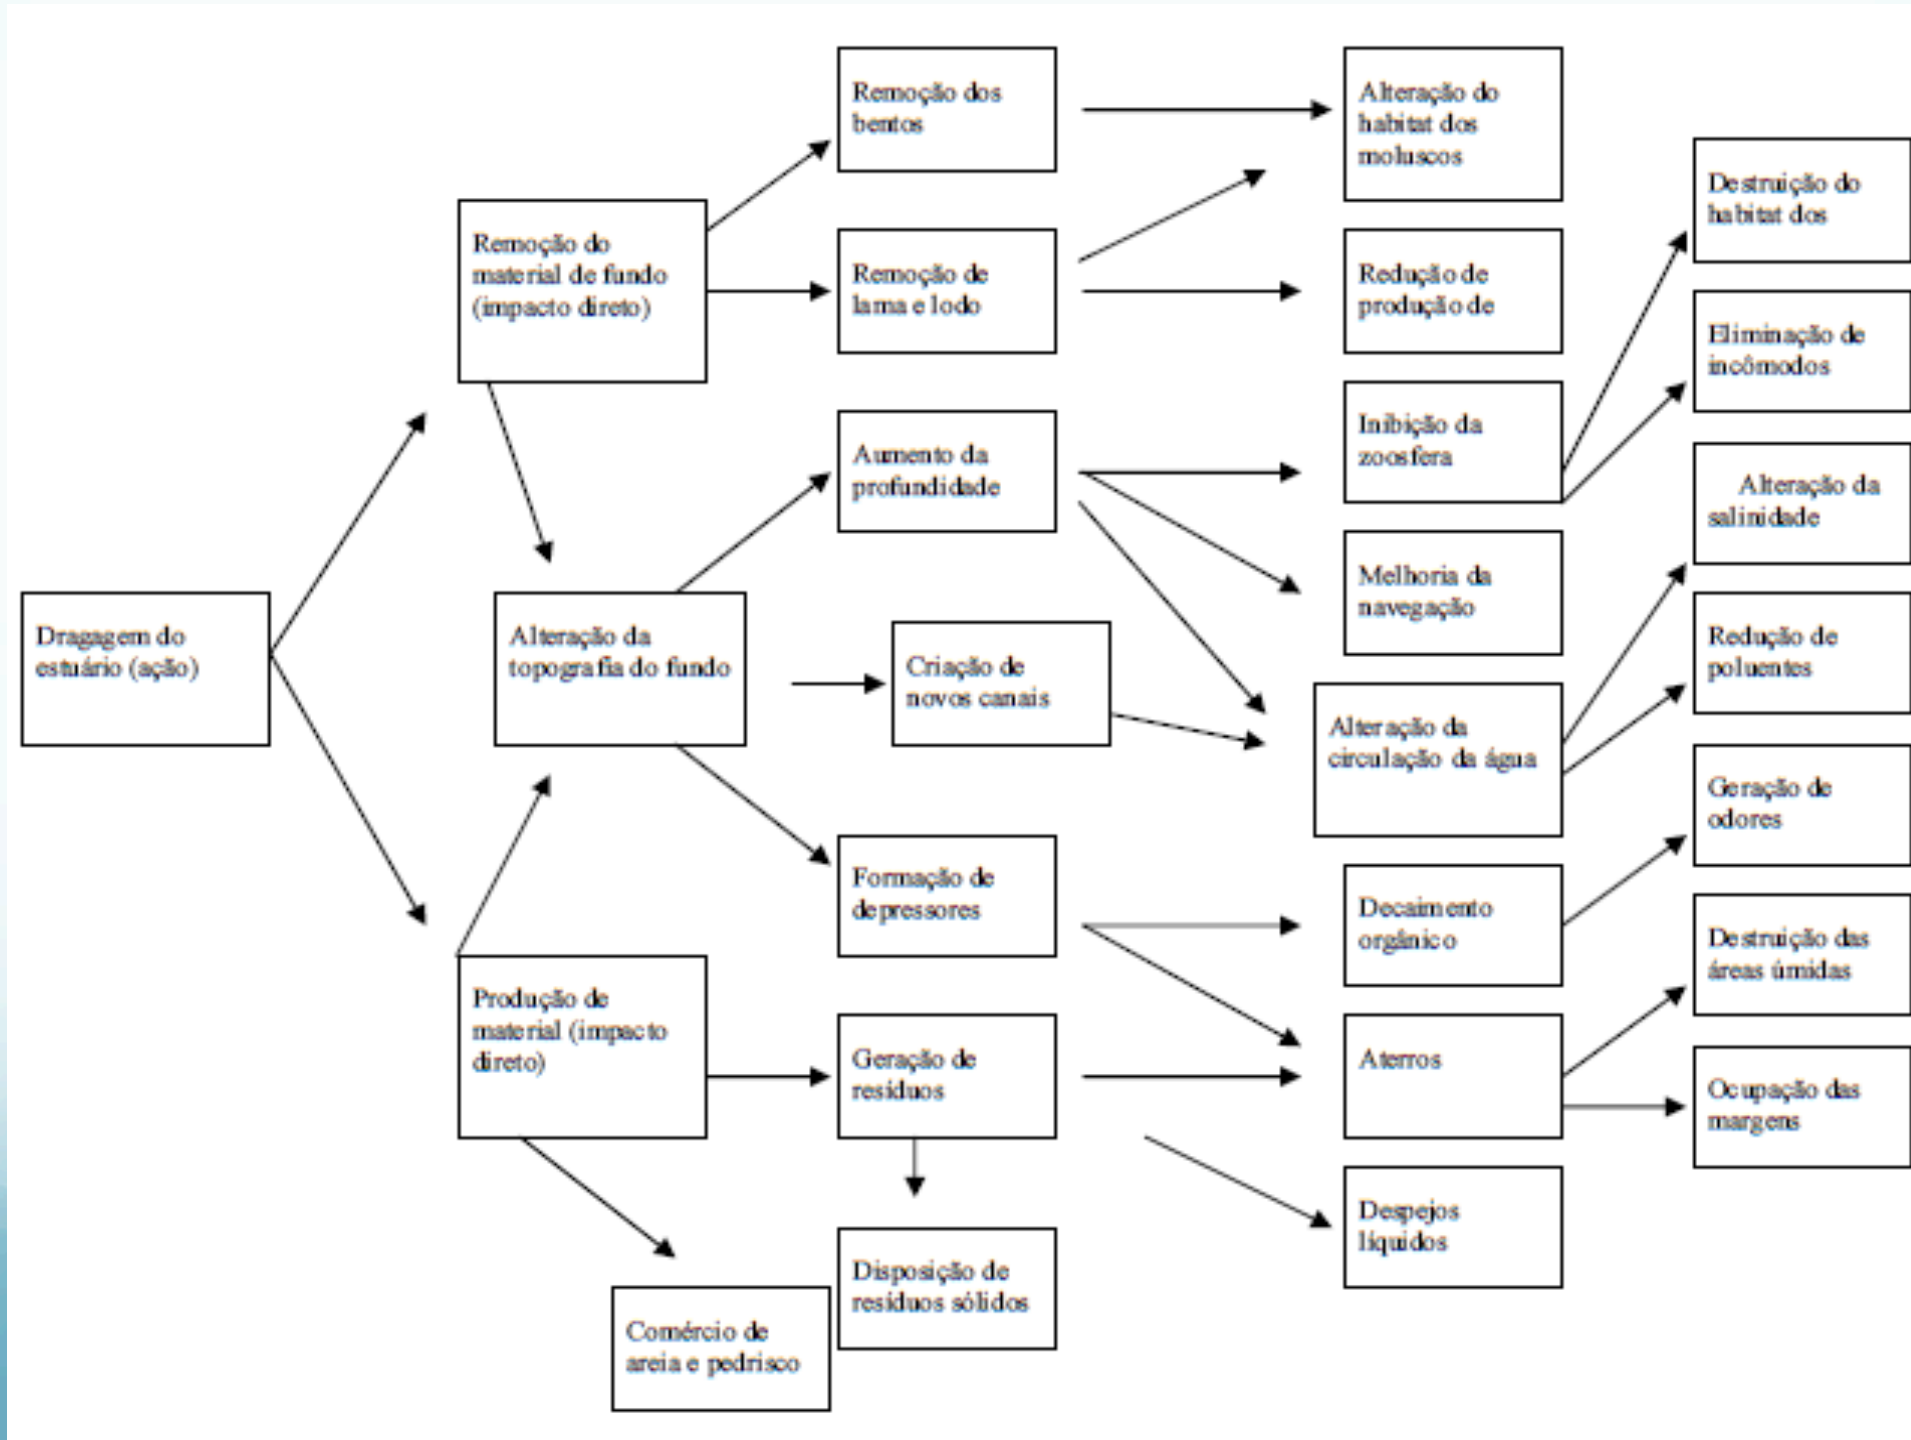 Remoção dos
bentos
Alteração do
habitat dos
moluscos
Destruição do
habitat dos
Remoção do
material de fundo
(impacto direto)
Remoção de
lama e lodo
Redução de
produção de
Eliminação de
incômodos
Aumento da
profundidade
Inibição da
zoosfera
Alteração da
salinidade
Dragagem do
estuário (ação)
Alteração da
topografia do fundo
Criação de
novos canais
Melhoria da
navegação
Redução de
poluentes
Alteração da
circulação da água
Geração de
odores
Formação de
depressores
Decaimento
orgânico
Destruição das
áreas úmidas
Produção de
material (impacto
direto)
Geração de
resíduos
Aterros
Ocupação das
margens
Despejos
líquidos
Disposição de
resíduos sólidos
Comércio de
areia e pedrisco